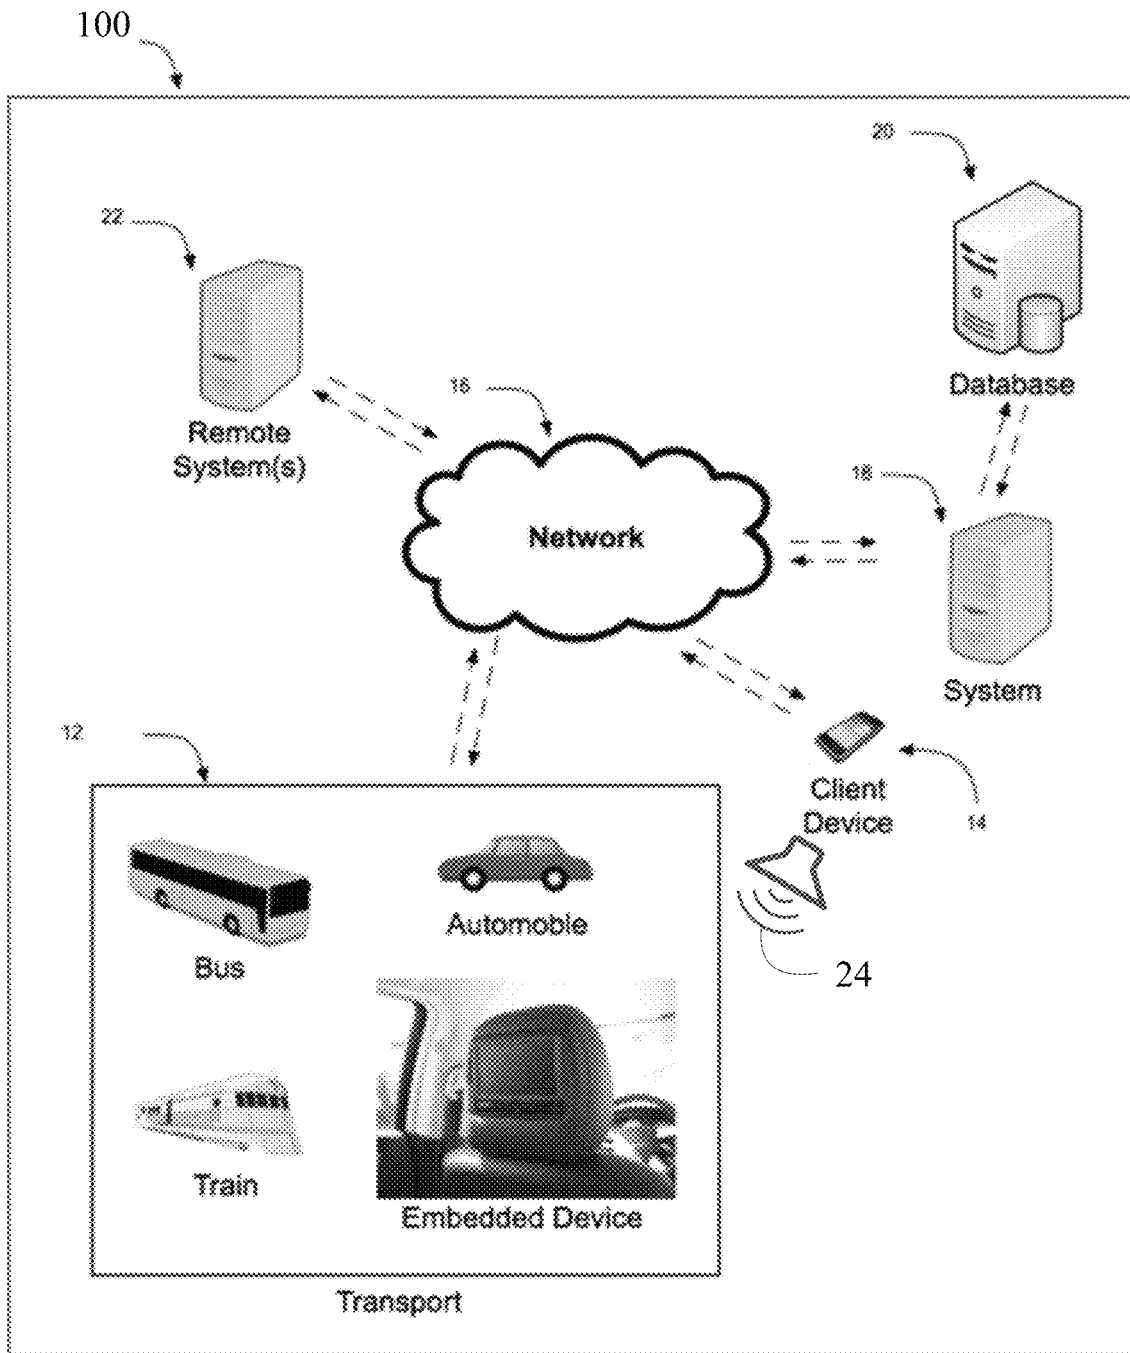 100
20
22
Database
16
Remote
System(s)
18
Network
System
12
Client
Device
14
Automoble
Bus
24
Train
Embedded Device
Transport